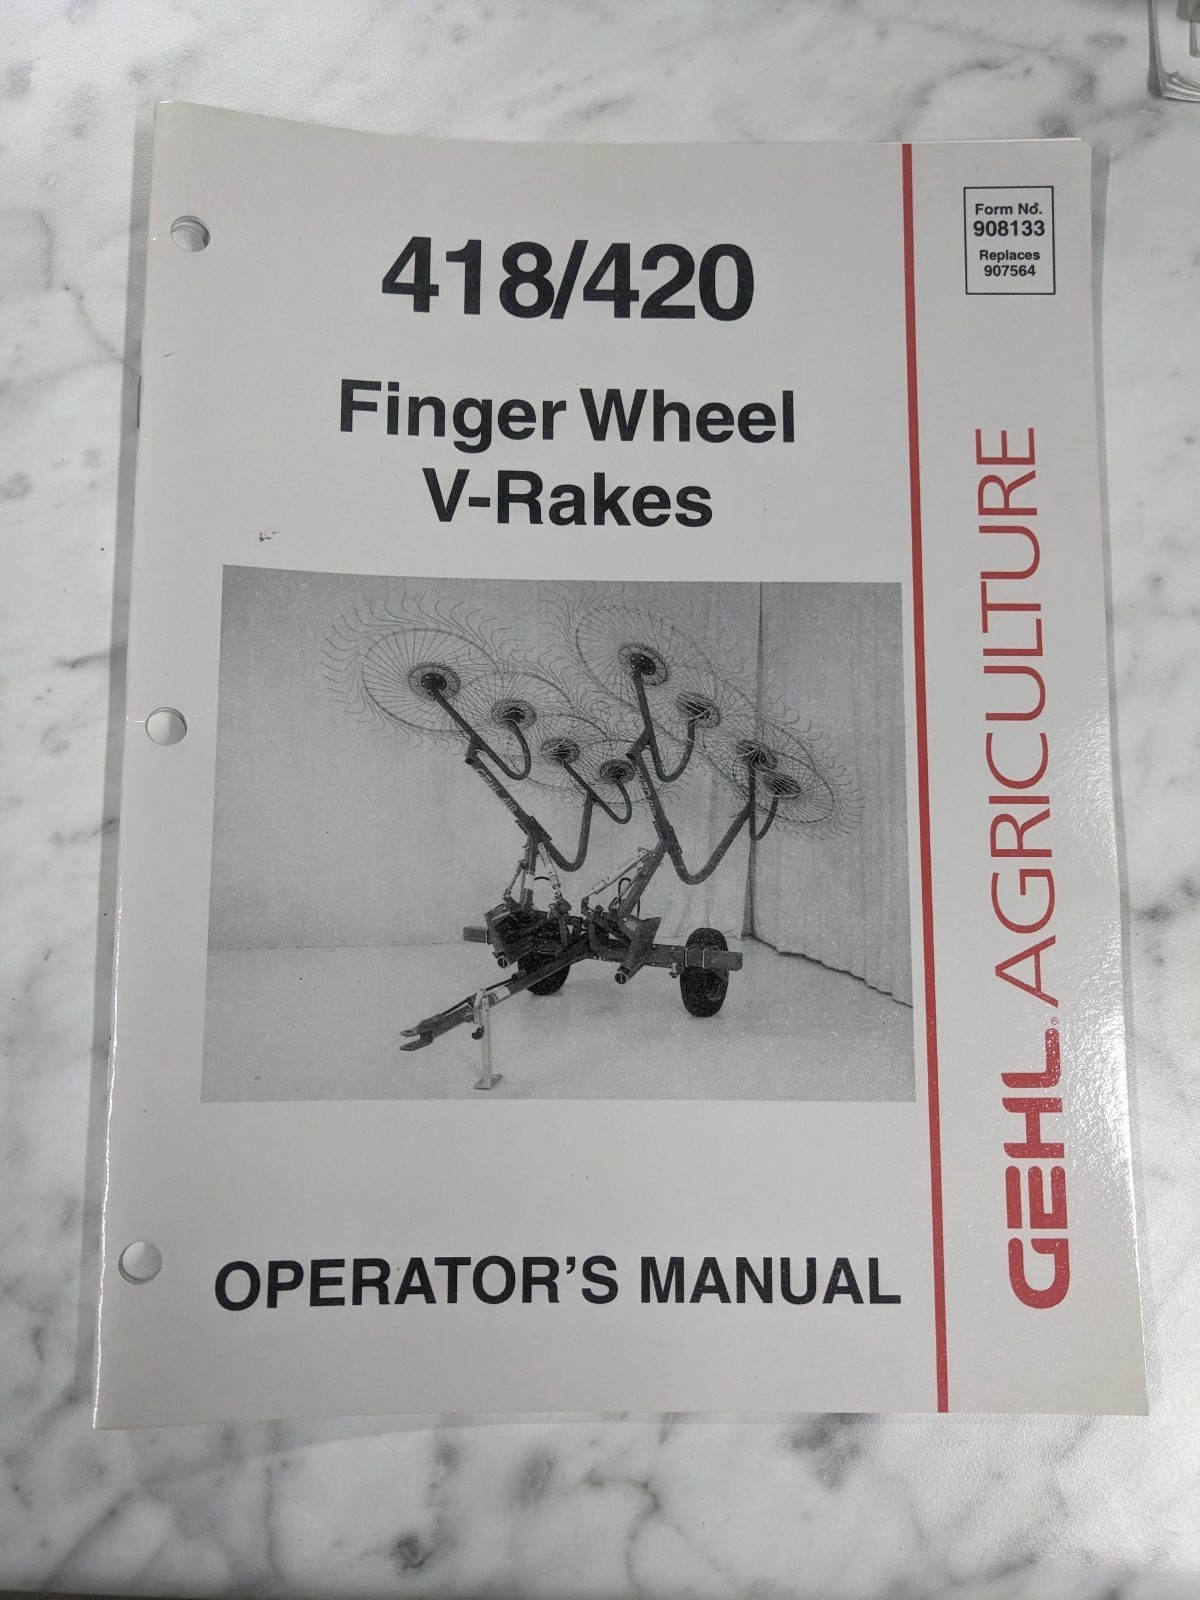 418/420
Finger Wheel
V-Rakes
OPERATOR'S MANUAL
Form No.
908133
Replaces
907564
GEHL® AGRICULTURE